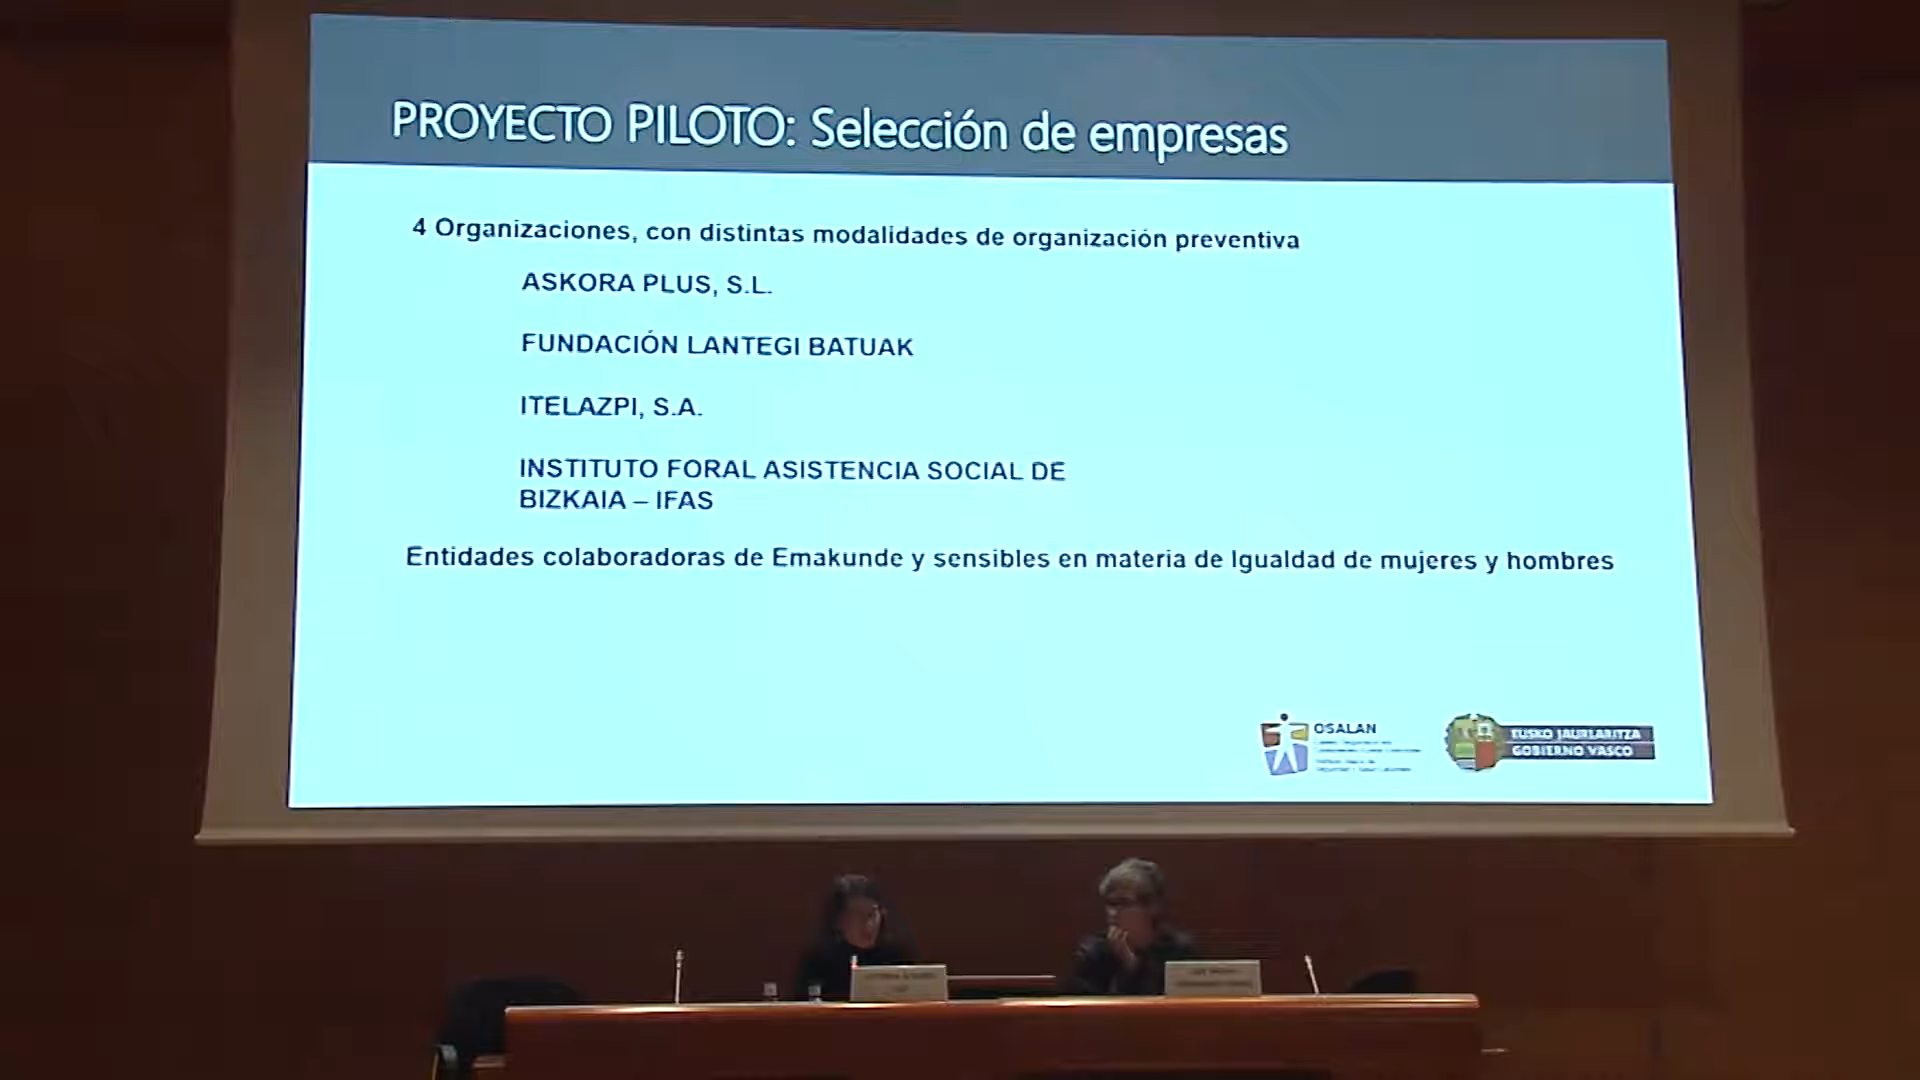 PROYECTO PILOTO: Selección de empresas
4 Organizaciones, con distintas modalidades de organización preventiva
ASKORA PLUS, S.L.
FUNDACIÓN LANTEGI BATUAK
ITELAZPI, S.A.
INSTITUTO FORAL ASISTENCIA SOCIAL DE
BIZKAIA – IFAS
Entidades colaboradoras de Emakunde y sensibles en materia de Igualdad de mujeres y hombres
OSALAN
EUSKO JAURLARITZA
GOBIERNO VASCO